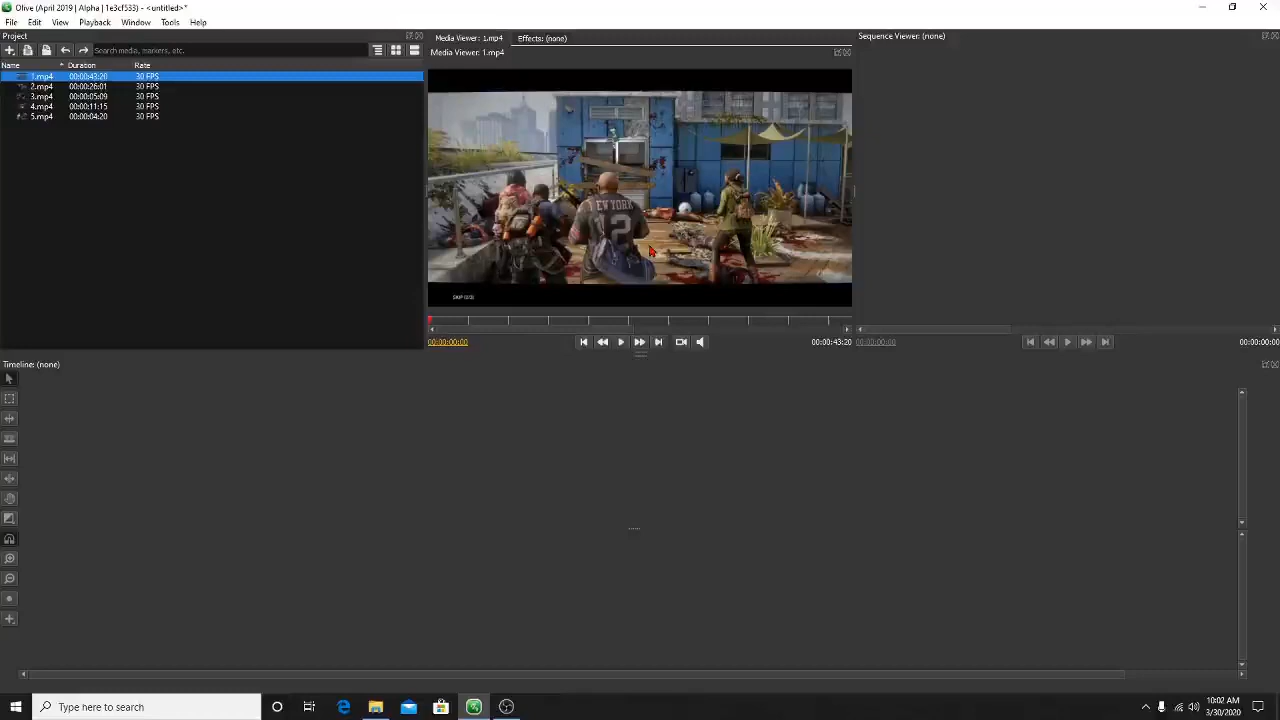 Olive (April 2019 | Alpha | 1e3cf533) - <untitled>*
File Edit View Playback Window Tools Help
Project
Search media, markers, etc.
Name Duration Rate
1.mp4 00:00:43:20 30 FPS
2.mp4 00:00:26:01 30 FPS
3.mp4 00:00:05:09 30 FPS
4.mp4 00:00:11:15 30 FPS
5.mp4 00:00:04:20 30 FPS
Media Viewer: 1.mp4 Effects: (none)
Media Viewer: 1.mp4
EW YORK
12
SKIP (2/3)
00:00:00:00
00:00:43:20
Sequence Viewer: (none)
00:00:00:00
00:00:00:00
Timeline: (none)
Type here to search
10:02 AM
3/30/2020